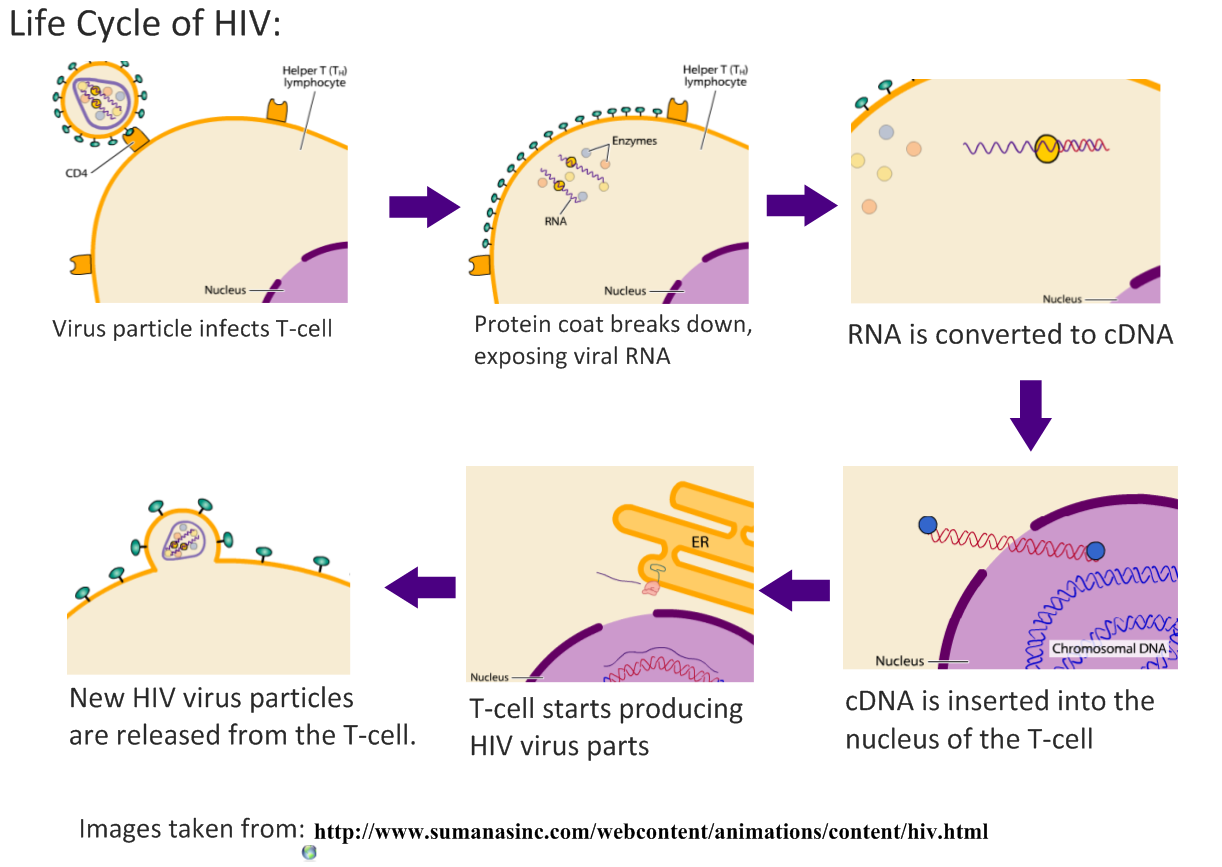 Life Cycle of HIV:
Helper T (TH)
lymphocyte
CD4
Nucleus
Virus particle infects T-cell
Helper T (TH)
lymphocyte
Enzymes
RNA
Nucleus
Protein coat breaks down,
exposing viral RNA
Nucleus
RNA is converted to cDNA
Chromosomal DNA
Nucleus
cDNA is inserted into the
nucleus of the T-cell
ER
Nucleus
T-cell starts producing
HIV virus parts
New HIV virus particles
are released from the T-cell.
Images taken from: http://www.sumanasinc.com/webcontent/animations/content/hiv.html